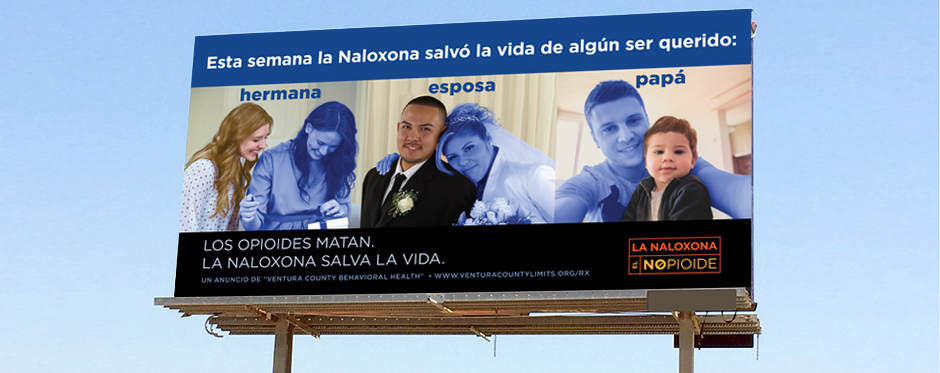 Esta semana la Naloxona salvó la vida de algún ser querido:
hermana
esposa
papá
LOS OPIOIDES MATAN.
LA NALOXONA SALVA LA VIDA.
UN ANUNCIO DE "VENTURA COUNTY BEHAVIORAL HEALTH" • WWW.VENTURACOUNTYLIMITS.ORG/RX
LA NALOXONA
EL NOPIOIDE